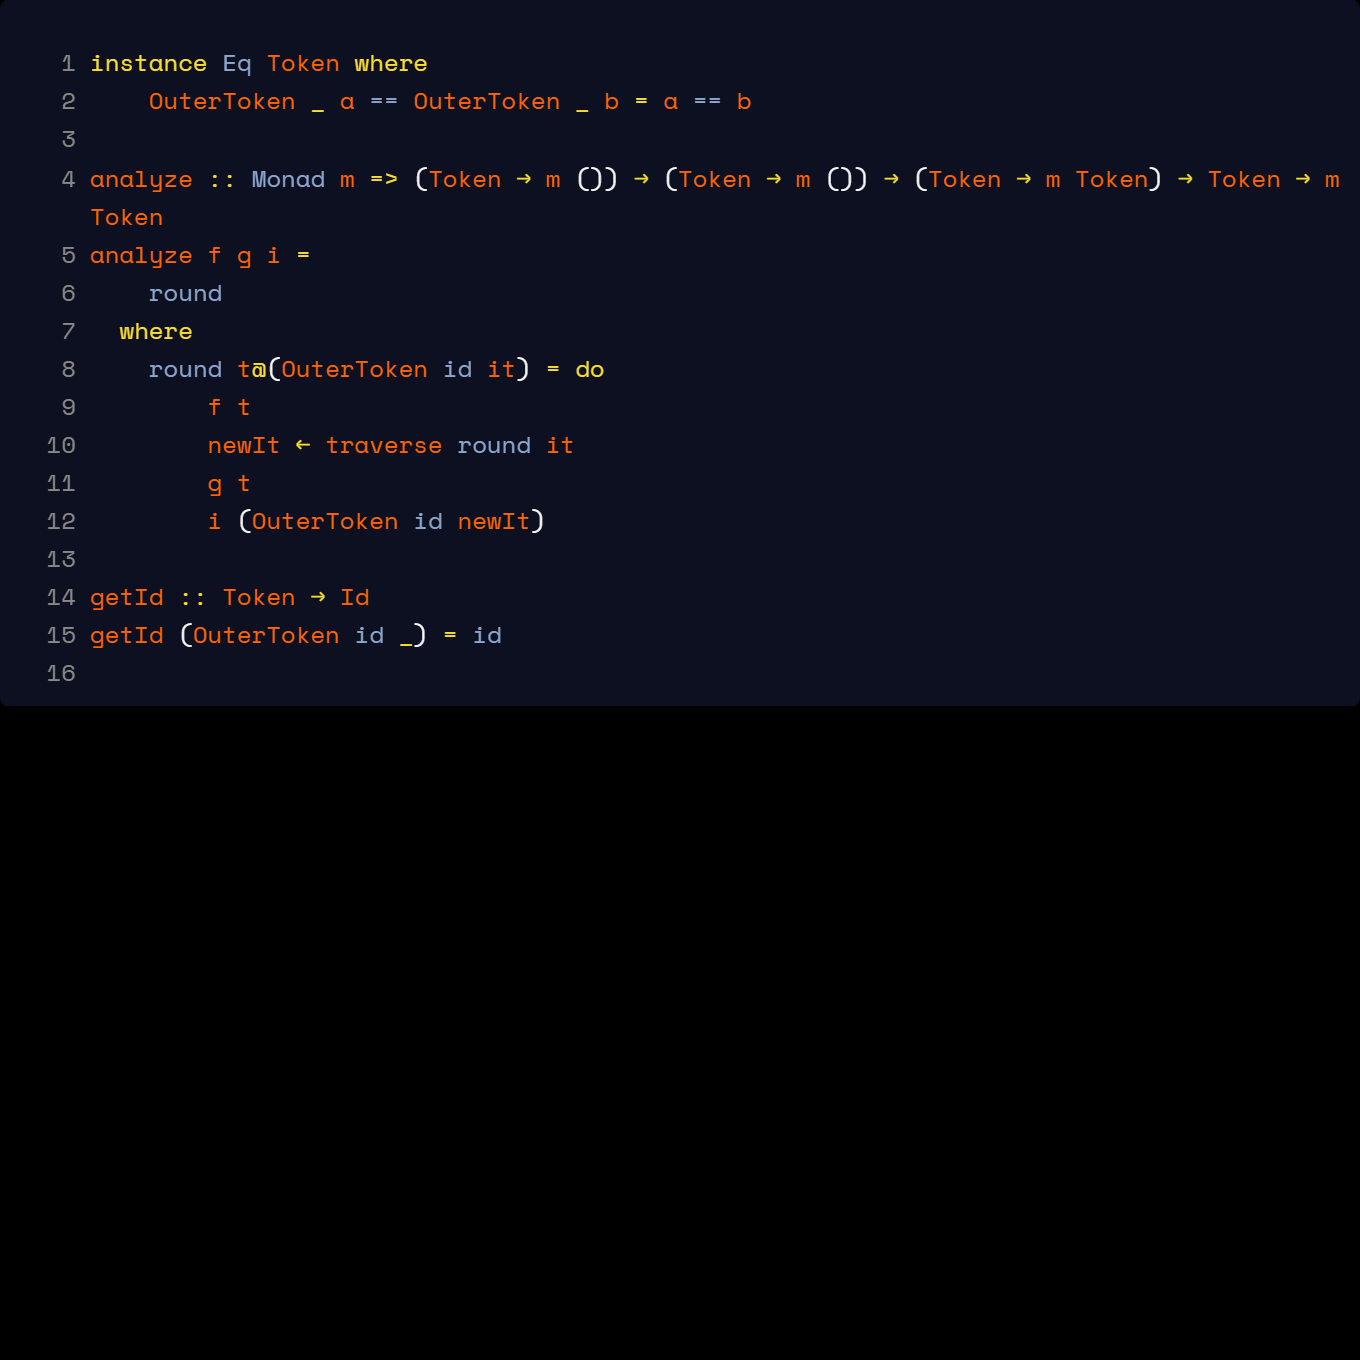 1 instance Eq Token where
2     OuterToken _ a == OuterToken _ b = a == b
3
4 analyze :: Monad m => (Token → m ()) → (Token → m ()) → (Token → m Token) → Token → m
Token
5 analyze f g i =
6     round
7   where
8     round t@(OuterToken id it) = do
9         f t
10         newIt ← traverse round it
11         g t
12         i (OuterToken id newIt)
13
14 getId :: Token → Id
15 getId (OuterToken id _) = id
16